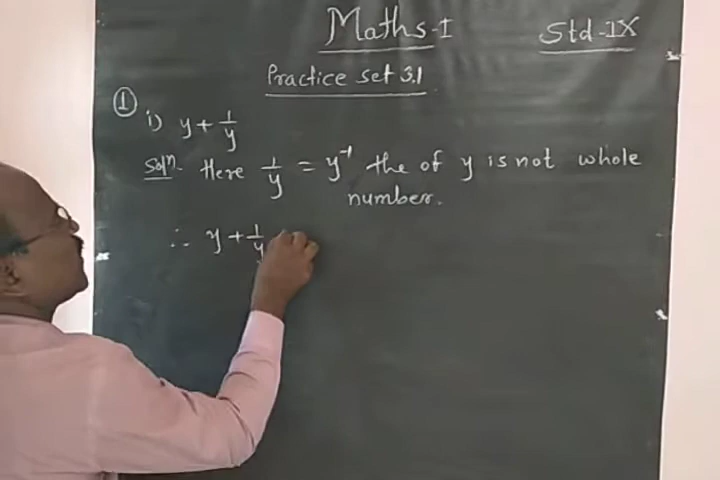 Maths-I Std-IX
Practice set 3.1
① i) y + 1/y
Solⁿ- Here 1/y = y⁻¹ the of y is not whole
number.
∴ y + 1/y